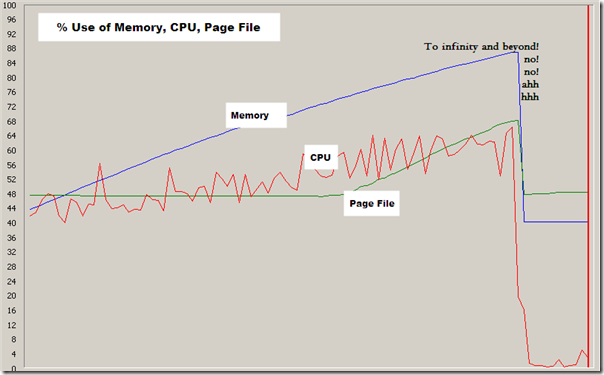 % Use of Memory, CPU, Page File
100
96
92
88
84
80
76
72
68
64
60
56
52
48
44
40
36
32
28
24
20
16
12
8
4
0
To infinity and beyond!
no!
no!
ahh
hhh
Memory
CPU
Page File